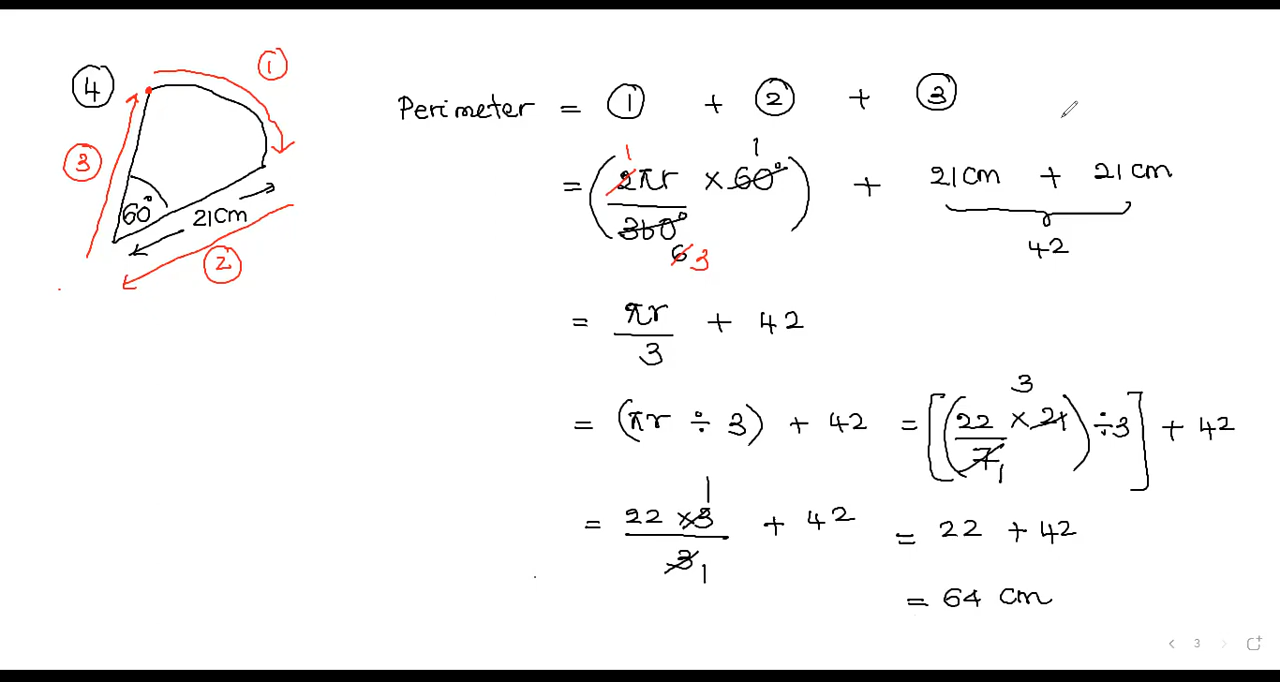 ④ ①
③ 60° 21cm
②
Perimeter = ① + ② + ③
= (2πr/360° × 60°) + 21cm + 21cm
1 1
6 3
42
= πr/3 + 42
= (πr ÷ 3) + 42 = [(22/7 × 21) ÷3] + 42
3
1
= 22 ×3/3 + 42 = 22 + 42
1
1
= 64 cm
3